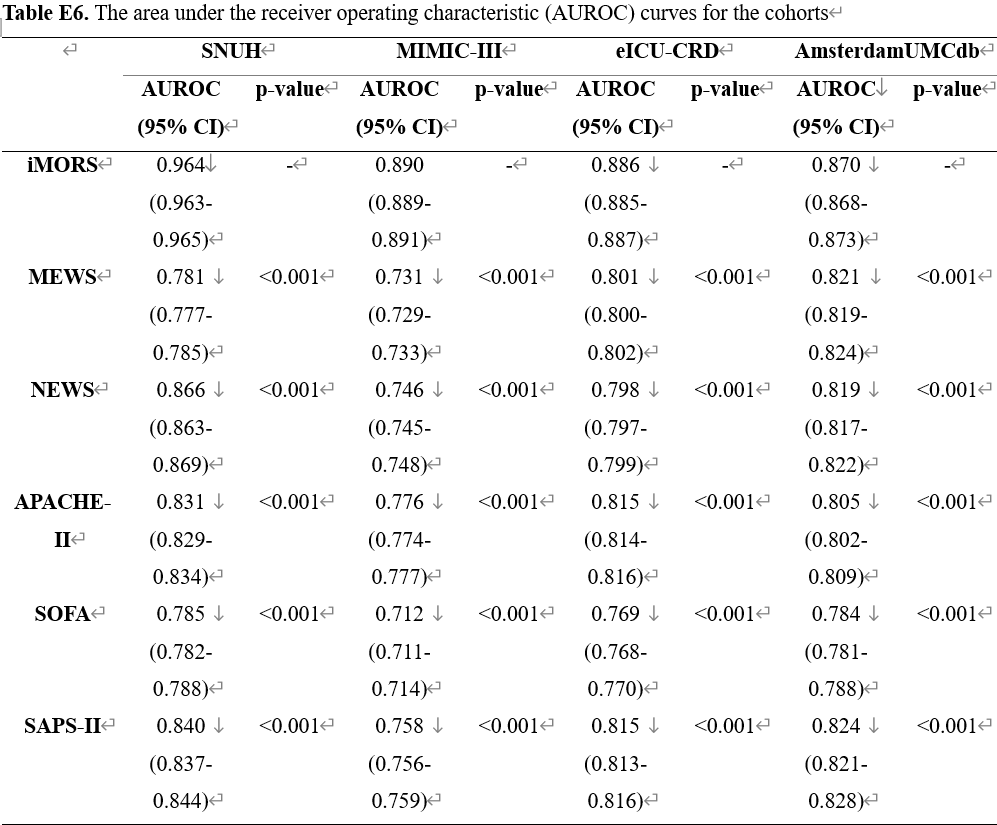 Table E6. The area under the receiver operating characteristic (AUROC) curves for the cohorts↵
↵ SNUH↵ MIMIC-III↵ eICU-CRD↵ AmsterdamUMCdb↵
AUROC p-value↵ AUROC p-value↵ AUROC p-value↵ AUROC↓ p-value↵
(95% CI)↵ (95% CI)↵ (95% CI)↵ (95% CI)↵
iMORS↵ 0.964↓ -↵ 0.890 -↵ 0.886 ↓ -↵ 0.870 ↓ -↵
(0.963- (0.889- (0.885- (0.868-
0.965)↵ 0.891)↵ 0.887)↵ 0.873)↵
MEWS↵ 0.781 ↓ <0.001↵ 0.731 ↓ <0.001↵ 0.801 ↓ <0.001↵ 0.821 ↓ <0.001↵
(0.777- (0.729- (0.800- (0.819-
0.785)↵ 0.733)↵ 0.802)↵ 0.824)↵
NEWS↵ 0.866 ↓ <0.001↵ 0.746 ↓ <0.001↵ 0.798 ↓ <0.001↵ 0.819 ↓ <0.001↵
(0.863- (0.745- (0.797- (0.817-
0.869)↵ 0.748)↵ 0.799)↵ 0.822)↵
APACHE- 0.831 ↓ <0.001↵ 0.776 ↓ <0.001↵ 0.815 ↓ <0.001↵ 0.805 ↓ <0.001↵
II↵ (0.829- (0.774- (0.814- (0.802-
0.834)↵ 0.777)↵ 0.816)↵ 0.809)↵
SOFA↵ 0.785 ↓ <0.001↵ 0.712 ↓ <0.001↵ 0.769 ↓ <0.001↵ 0.784 ↓ <0.001↵
(0.782- (0.711- (0.768- (0.781-
0.788)↵ 0.714)↵ 0.770)↵ 0.788)↵
SAPS-II↵ 0.840 ↓ <0.001↵ 0.758 ↓ <0.001↵ 0.815 ↓ <0.001↵ 0.824 ↓ <0.001↵
(0.837- (0.756- (0.813- (0.821-
0.844)↵ 0.759)↵ 0.816)↵ 0.828)↵